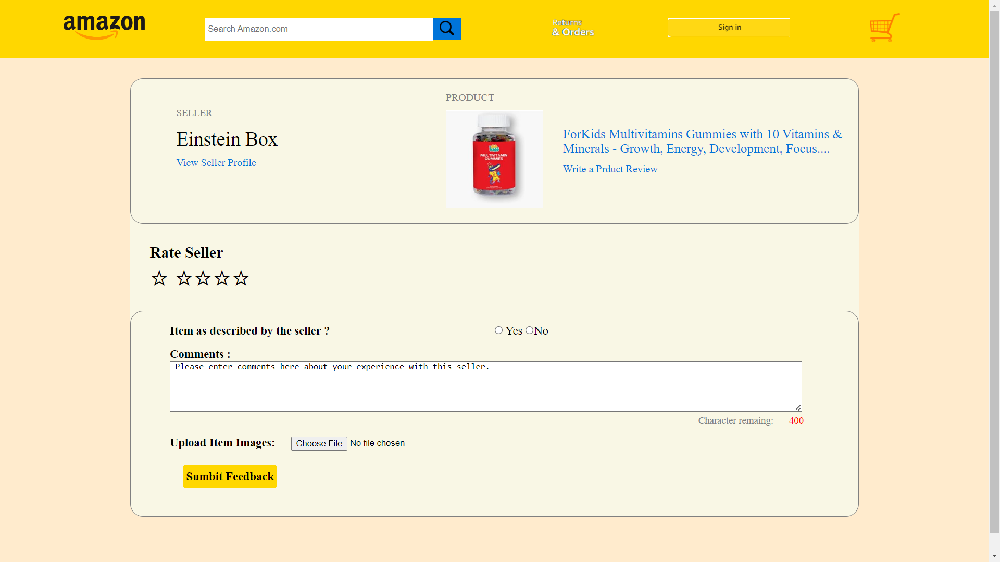 amazon
Search Amazon.com
Returns
& Orders
Sign in
SELLER
Einstein Box
View Seller Profile
PRODUCT
MULTIVITAMIN
GUMMIES
ForKids Multivitamins Gummies with 10 Vitamins &
Minerals - Growth, Energy, Development, Focus....
Write a Prduct Review
Rate Seller
Item as described by the seller ?
Yes No
Comments :
Please enter comments here about your experience with this seller.
Character remaing: 400
Upload Item Images: Choose File No file chosen
Sumbit Feedback